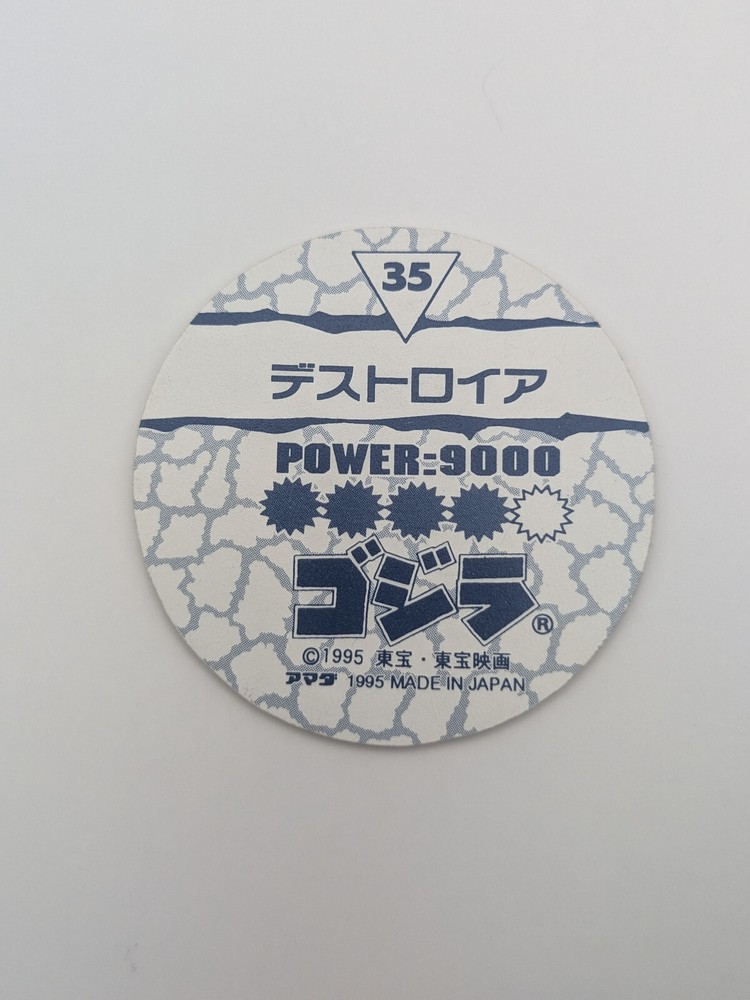 35
デストロイア
POWER=9000
ゴジラ®
©1995 東宝・東宝映画
アマダ 1995 MADE IN JAPAN